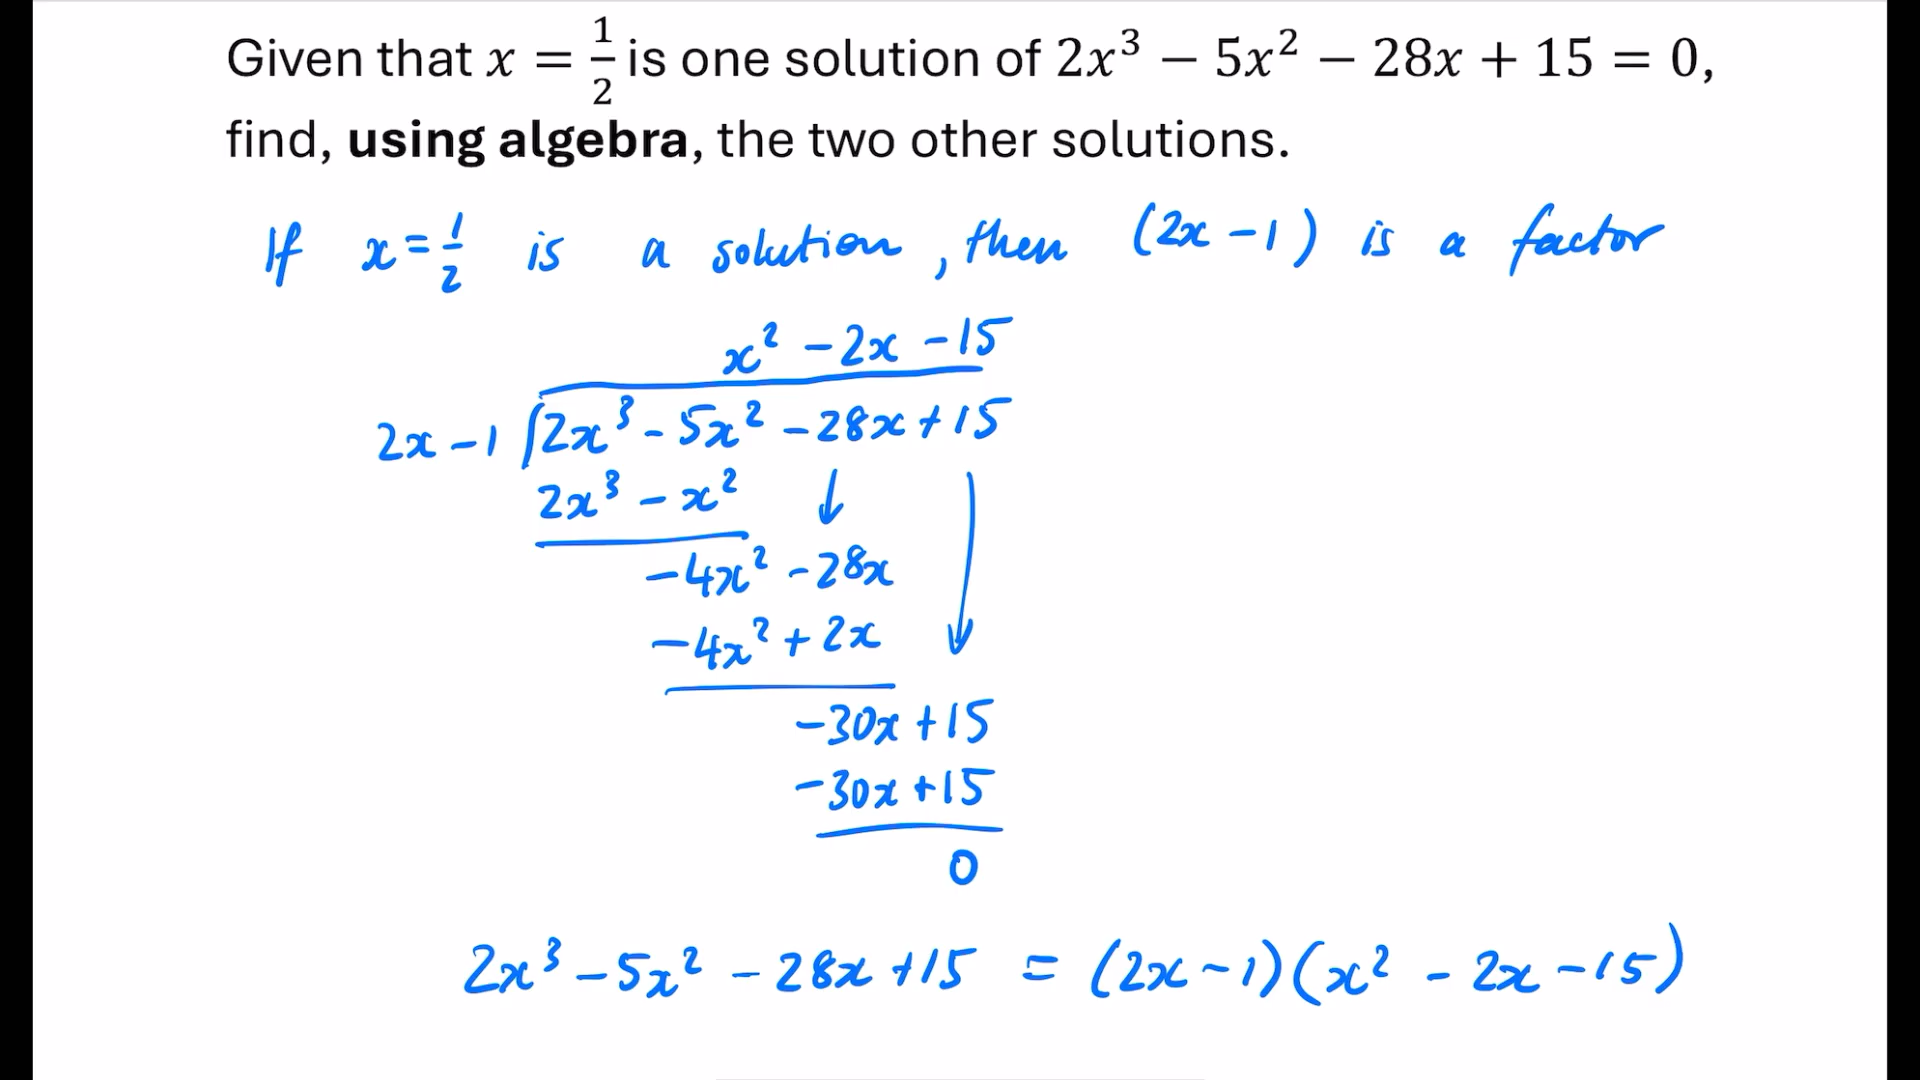 Given that x = 1/2 is one solution of 2x³ − 5x² − 28x + 15 = 0,
find, using algebra, the two other solutions.
If x = 1/2 is a solution, then (2x − 1) is a factor
x² − 2x − 15
2x − 1 2x³ − 5x² − 28x + 15
2x³ − x² ↓
−4x² − 28x
−4x² + 2x ↓
−30x + 15
−30x + 15
0
2x³ − 5x² − 28x + 15 = (2x − 1)(x² − 2x − 15)